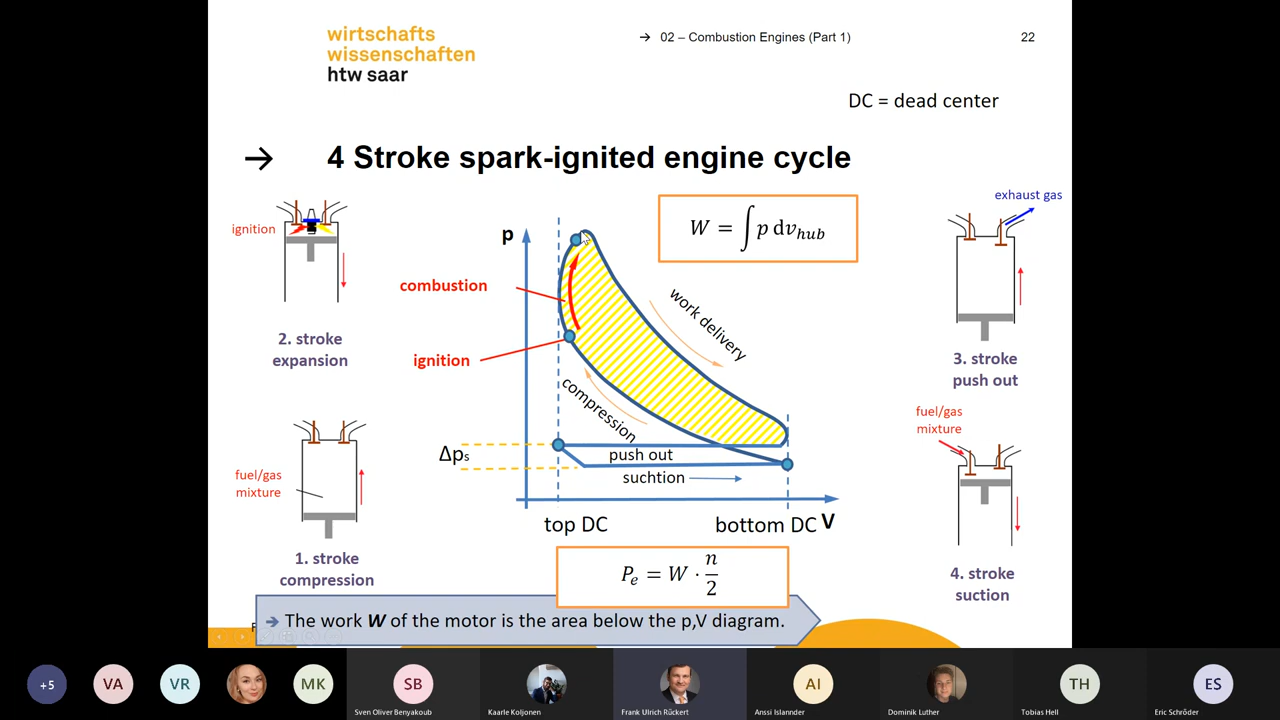 wirtschafts
wissenschaften
htw saar
→ 02 – Combustion Engines (Part 1)
22
DC = dead center
→ 4 Stroke spark-ignited engine cycle
ignition
2. stroke
expansion
fuel/gas
mixture
1. stroke
compression
p
combustion
ignition
W = ∫ p dv_hub
work delivery
compression
Δps
push out
suchtion
top DC
bottom DC
V
exhaust gas
3. stroke
push out
fuel/gas
mixture
4. stroke
suction
P_e = W · n/2
→ The work W of the motor is the area below the p,V diagram.
+5
VA
VR
MK
SB
Sven Oliver Benyakoub
Kaarle Koljonen
Frank Ulrich Rückert
AI
Anssi Islannder
Dominik Luther
TH
Tobias Hell
ES
Eric Schröder